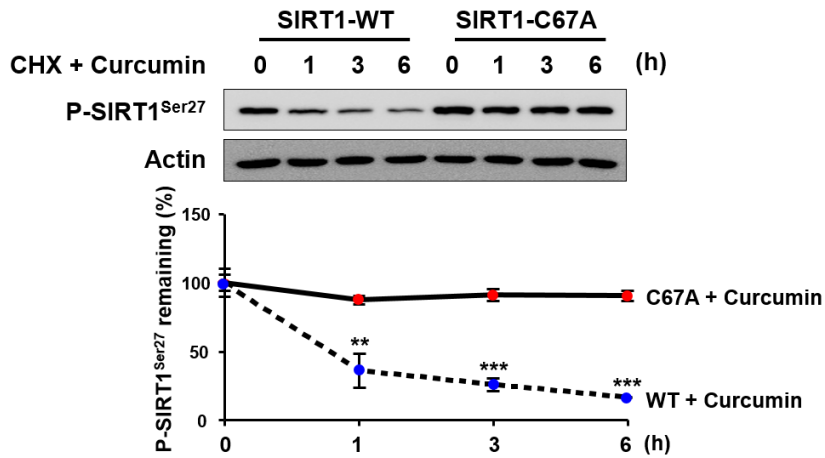 SIRT1-WT SIRT1-C67A
CHX + Curcumin 0 1 3 6 0 1 3 6 (h)
P-SIRT1Ser27
Actin
P-SIRT1Ser27 remaining (%)
150
100
50
0
C67A + Curcumin
** *** ***
WT + Curcumin
0 1 3 6 (h)